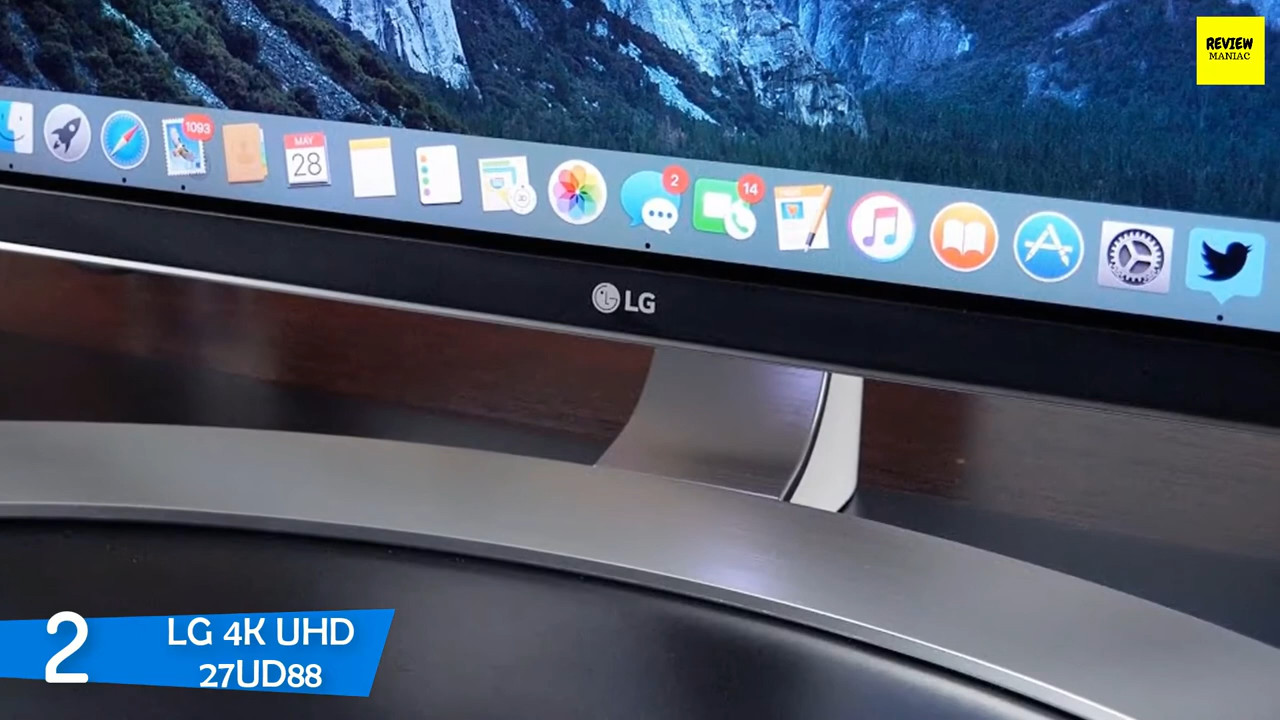 REVIEW
MANIAC
1093
MAY
28
2
14
LG
2
LG 4K UHD
27UD88